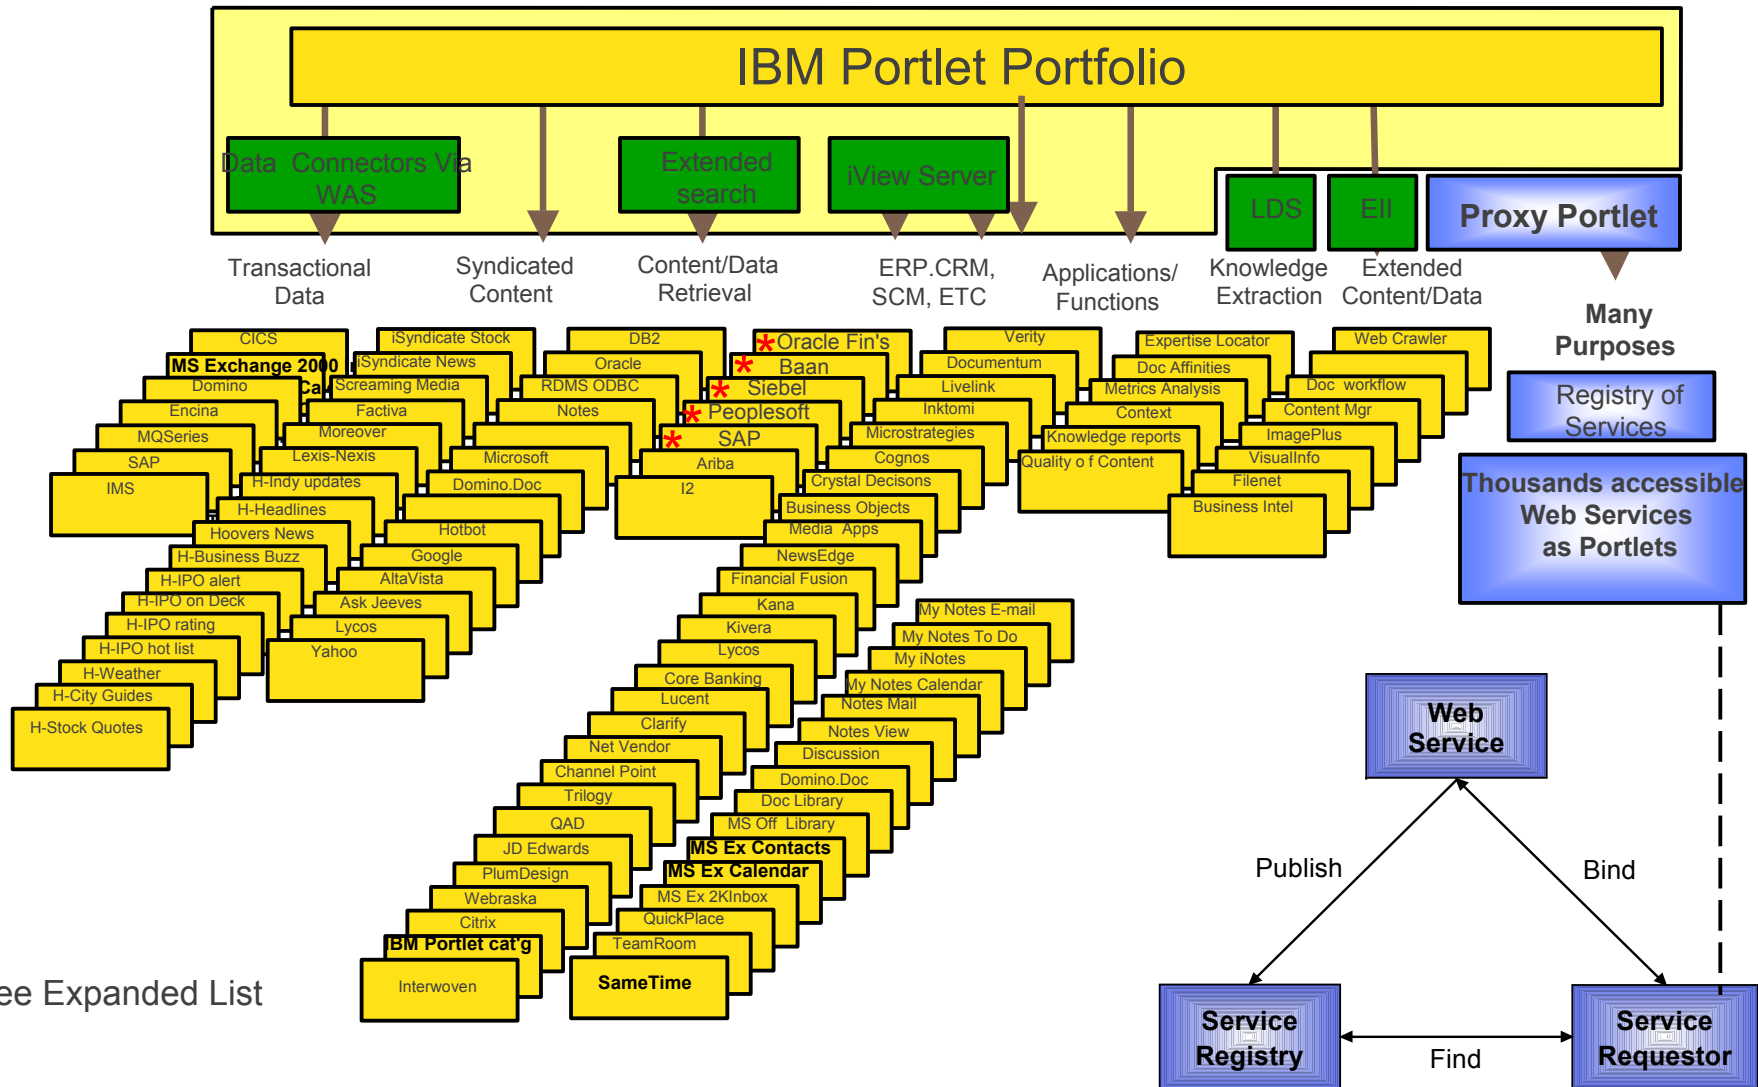 IBM Portlet Portfolio
Data Connectors Via
WAS
Extended
search
iView Server
LDS
EII
Proxy Portlet
Transactional
Data
Syndicated
Content
Content/Data
Retrieval
ERP.CRM,
SCM, ETC
Applications/
Functions
Knowledge
Extraction
Extended
Content/Data
Many
Purposes
Registry of
Services
Thousands accessible
Web Services
as Portlets
CICS
MS Exchange 2000
Ca
Domino
Encina
MQSeries
SAP
IMS
iSyndicate Stock
iSyndicate News
Screaming Media
Factiva
Moreover
Lexis-Nexis
H-Indy updates
H-Headlines
Hoovers News
H-Business Buzz
H-IPO alert
H-IPO on Deck
H-IPO rating
H-IPO hot list
H-Weather
H-City Guides
H-Stock Quotes
DB2
Oracle
RDMS ODBC
Notes
Microsoft
Domino.Doc
Hotbot
Google
AltaVista
Ask Jeeves
Lycos
Yahoo
*Oracle Fin's
* Baan
* Siebel
* Peoplesoft
* SAP
Ariba
I2
Verity
Documentum
Livelink
Inktomi
Microstrategies
Cognos
Crystal Decisons
Business Objects
Media Apps
NewsEdge
Financial Fusion
Kana
Kivera
Lycos
Core Banking
Lucent
Clarify
Net Vendor
Channel Point
Trilogy
QAD
JD Edwards
PlumDesign
Webraska
Citrix
IBM Portlet cat'g
Interwoven
My Notes E-mail
My Notes To Do
My iNotes
My Notes Calendar
Notes Mail
Notes View
Discussion
Domino.Doc
Doc Library
MS Off Library
MS Ex Contacts
MS Ex Calendar
MS Ex 2KInbox
QuickPlace
TeamRoom
SameTime
Expertise Locator
Doc Affinities
Metrics Analysis
Context
Knowledge reports
Quality o f Content
Web Crawler
Doc workflow
Content Mgr
ImagePlus
VisualInfo
Filenet
Business Intel
Web
Service
Publish
Bind
Service
Registry
Find
Service
Requestor
ee Expanded List